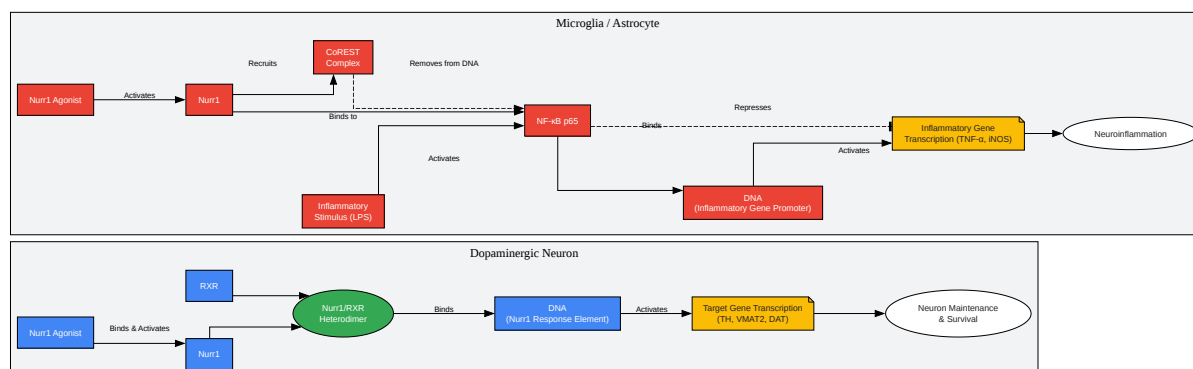 Microglia / Astrocyte
CoREST
Complex
Recruits
Removes from DNA
Nurr1 Agonist
Activates
Nurr1
Binds to
NF-κB p65
Represses
Binds
Inflammatory Gene
Transcription (TNF-α, iNOS)
Neuroinflammation
Activates
Activates
Inflammatory
Stimulus (LPS)
DNA
(Inflammatory Gene Promoter)
Dopaminergic Neuron
RXR
Nurr1 Agonist
Binds & Activates
Nurr1
Nurr1/RXR
Heterodimer
Binds
DNA
(Nurr1 Response Element)
Activates
Target Gene Transcription
(TH, VMAT2, DAT)
Neuron Maintenance
& Survival